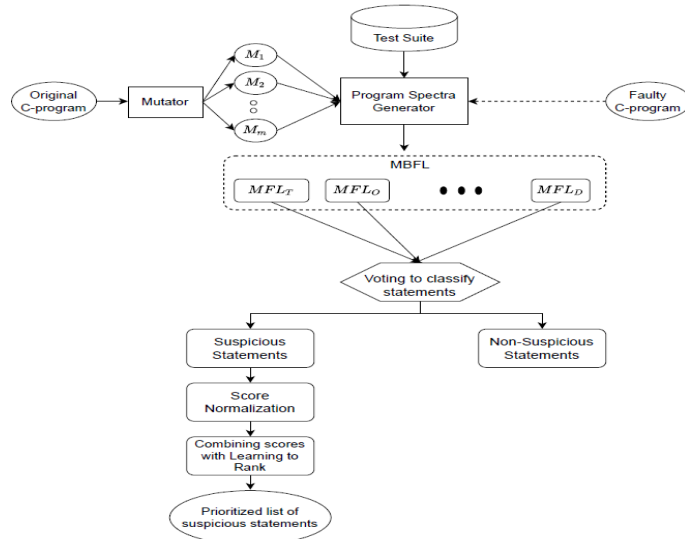 Test Suite
Original
C-program
Mutator
M1
M2
Mm
Program Spectra
Generator
Faulty
C-program
MBFL
MFLT
MFLO
MFLD
Voting to classify
statements
Suspicious
Statements
Non-Suspicious
Statements
Score
Normalization
Combining scores
with Learning to
Rank
Prioritized list of
suspicious statements